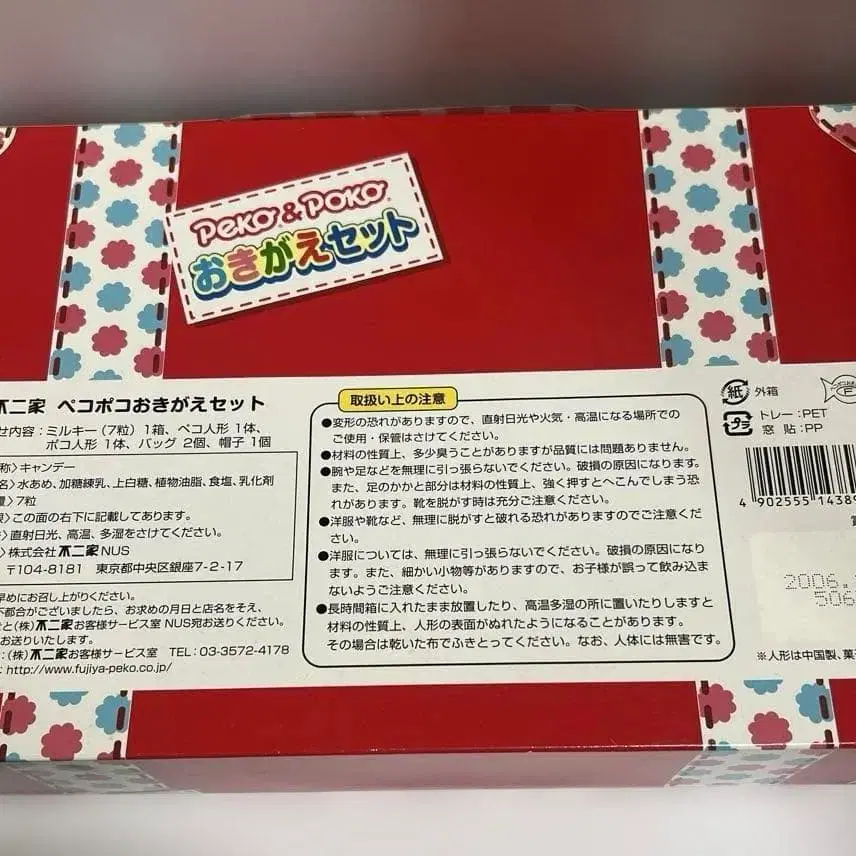 Peko & Poko
おきがえセット
不二家 ペコポコおきがえセット
せ内容：ミルキー（7粒）1箱、ペコ人形 1体、
ポコ人形 1体、バッグ 2個、帽子 1個
称〉キャンデー
名〉水あめ、加糖練乳、上白糖、植物油脂、食塩、乳化剤
量〉7粒
〉この面の右下に記載してあります。
〉直射日光、高温、多湿をさけてください。
〉株式会社 不二家 NUS
〒104-8181 東京都中央区銀座7-2-17
早めにお召し上がりください。
不都合がございましたら、お求めの月日と店名をそえ、
と（株）不二家お客様サービス室 NUS宛お送りください。
お送りいたします。
：（株）不二家お客様サービス室 TEL：03-3572-4178
：http://www.fujiya-peko.co.jp/
取扱い上の注意
●変形の恐れがありますので、直射日光や火気・高温になる場所での
ご使用・保管はさけてください。
●材料の性質上、多少臭うことがありますが品質には問題ありません。
●腕や足などを無理に引っ張らないでください。破損の原因になります。
また、足のかかと部分は材料の性質上、強く押すとへこんでしまう恐
れがあります。靴を脱がす時は充分ご注意ください。
●洋服や靴など、無理に脱がすと破れる恐れがありますのでご注意くだ
さい。
●洋服については、無理に引っ張らないでください。破損の原因になり
ます。また、細かい小物等がありますので、お子様が誤って飲み込ま
ないようご注意ください。
●長時間箱に入れたまま放置したり、高温多湿の所に置いたりしますと
材料の性質上、人形の表面がぬれたようになることがあります。
その場合は乾いた布でふきとってください。なお、人体には無害です。
紙 外箱
プラ トレー：PET
窓 貼：PP
4 902555 14389
2006.
506
※人形は中国製、菓子